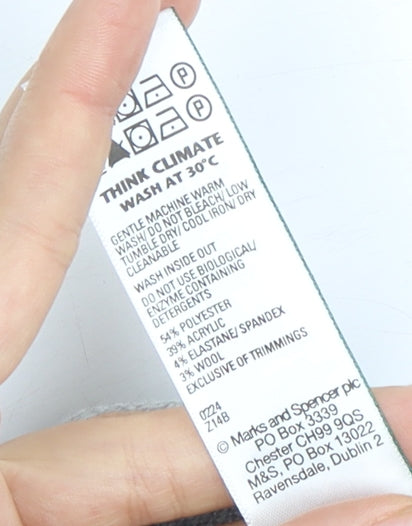 P
P
THINK CLIMATE
WASH AT 30°C
GENTLE MACHINE WARM
WASH/ DO NOT BLEACH/ LOW
TUMBLE DRY/ COOL IRON/ DRY
CLEANABLE
WASH INSIDE OUT
DO NOT USE BIOLOGICAL/
ENZYME CONTAINING
DETERGENTS
54% POLYESTER
39% ACRYLIC
4% ELASTANE/ SPANDEX
3% WOOL
EXCLUSIVE OF TRIMMINGS
0224
Z14B
© Marks and Spencer plc
PO Box 3339
Chester CH99 9QS
M&S, PO Box 13022
Ravensdale, Dublin 2